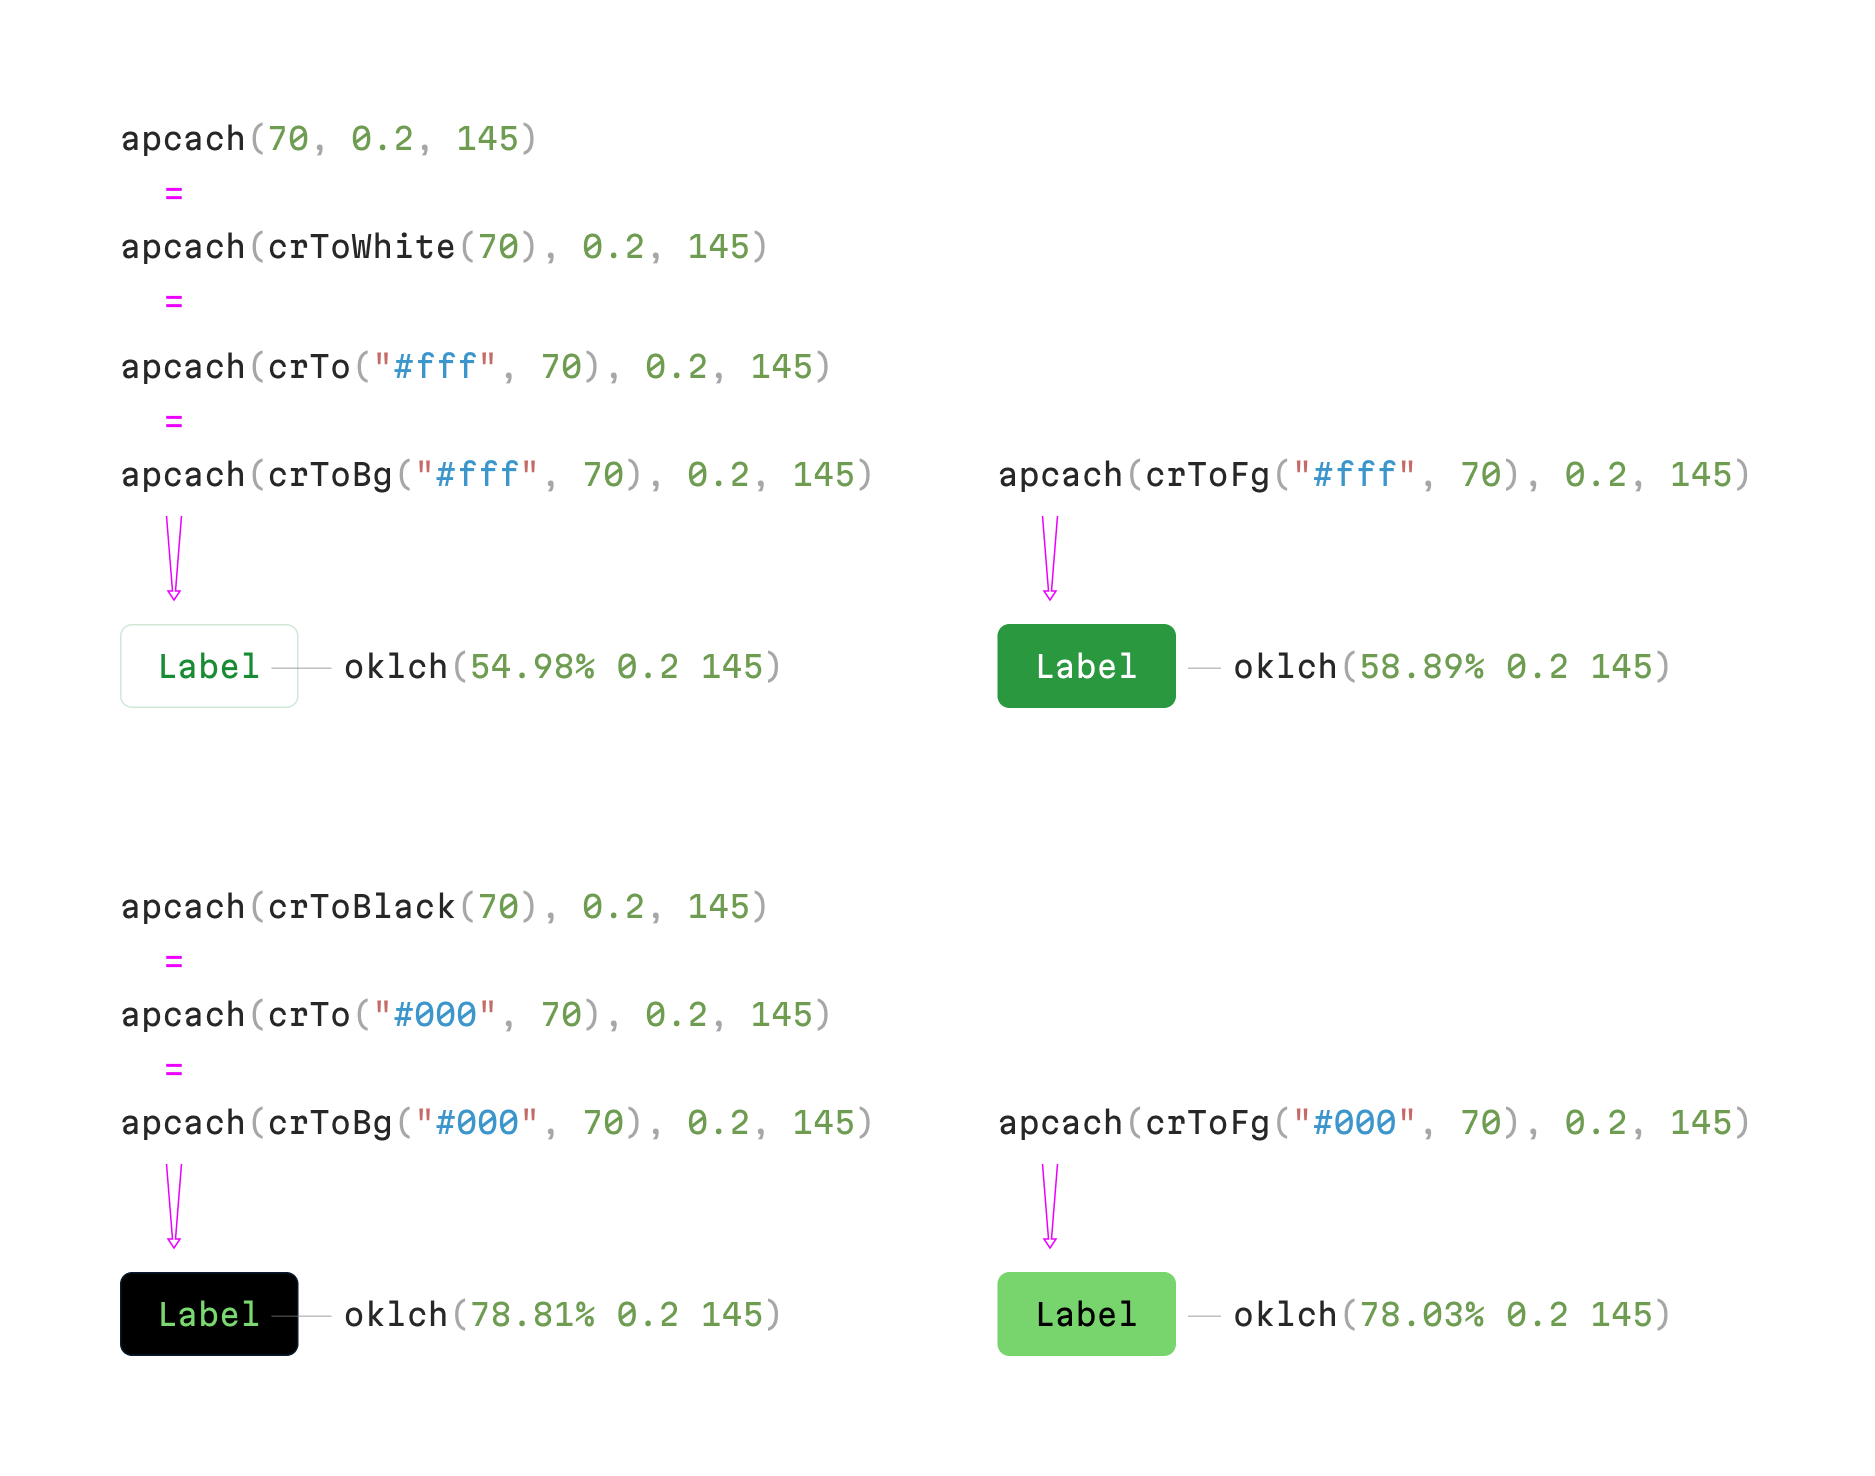 apcach(70, 0.2, 145)
=
apcach(crToWhite(70), 0.2, 145)
=
apcach(crTo("#fff", 70), 0.2, 145)
=
apcach(crToBg("#fff", 70), 0.2, 145)
Label
oklch(54.98% 0.2 145)
apcach(crToFg("#fff", 70), 0.2, 145)
Label
oklch(58.89% 0.2 145)
apcach(crToBlack(70), 0.2, 145)
=
apcach(crTo("#000", 70), 0.2, 145)
=
apcach(crToBg("#000", 70), 0.2, 145)
Label
oklch(78.81% 0.2 145)
apcach(crToFg("#000", 70), 0.2, 145)
Label
oklch(78.03% 0.2 145)